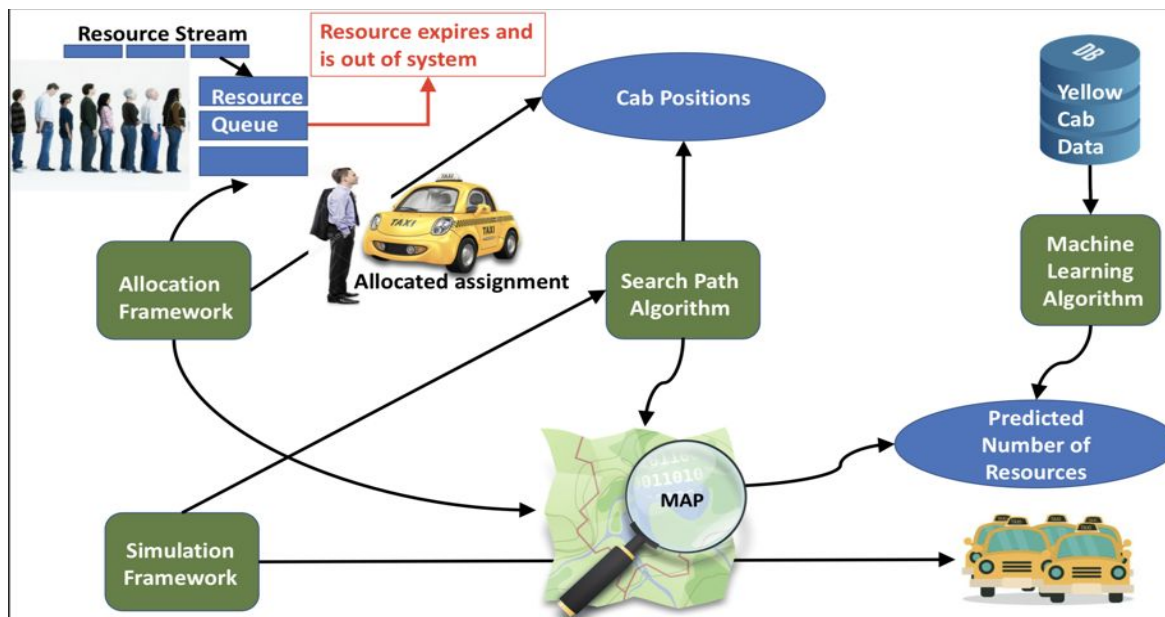 Resource Stream
Resource
Queue
Resource expires and
is out of system
Cab Positions
DB
Yellow
Cab
Data
TAXI
TAXI
Allocated assignment
Allocation
Framework
Search Path
Algorithm
Machine
Learning
Algorithm
Predicted
Number of
Resources
0011010
MAP
Simulation
Framework